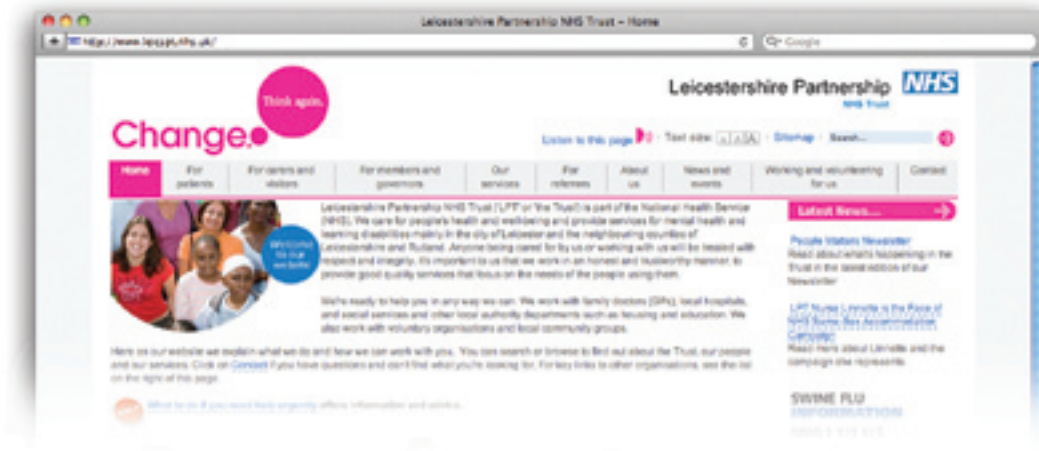 Leicestershire Partnership NHS Trust – Home
http://www.leicspt.nhs.uk/
Google
Think again.
Change.
Leicestershire Partnership NHS
NHS Trust
Listen to this page
Text size: A A A
Sitemap
Search...
Home
For patients
For carers and visitors
For members and governors
Our services
For referrers
About us
News and events
Working and volunteering for us
Contact
Welcome
to our
website
Leicestershire Partnership NHS Trust ('LPT' or 'the Trust') is part of the National Health Service
(NHS). We care for people's health and well-being and provide services for mental health and
learning disabilities mainly in the city of Leicester and the neighbouring counties of
Leicestershire and Rutland. Anyone being cared for by us or working with us will be treated with
respect and integrity. It's important to us that we work in an honest and trustworthy manner, to
provide good quality services that focus on the needs of the people using them.
We're ready to help you in any way we can. We work with family doctors (GPs), local hospitals,
and social services and other local authority departments such as housing and education. We
also work with voluntary organisations and local community groups.
Here on our website we explain what we do and how we can work with you. You can search or browse to find out about the Trust, our people
and our services. Click on Contact if you have questions and can't find what you're looking for. For key links to other organisations, see the list
on the right of this page.
What to do if you need help urgently offers information and advice.
Latest News....
People Matters Newsletter
Read about what's happening in the
Trust in the latest edition of our
Newsletter
LPT Nurse Linnette is the Face of
NHS Campaign
Read more about Linnette and the
campaign she represents.
SWINE FLU
INFORMATION